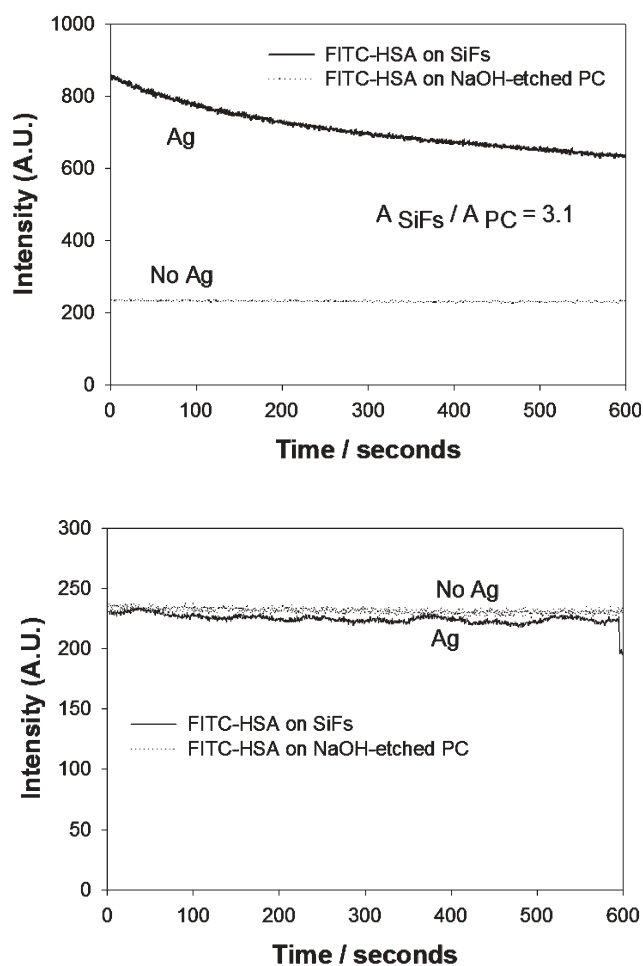 1000
800
600
400
200
0
Intensity (A.U.)
FITC-HSA on SiFs
FITC-HSA on NaOH-etched PC
Ag
A SiFs / A PC = 3.1
No Ag
0 100 200 300 400 500 600
Time / seconds
300
250
200
150
100
50
0
Intensity (A.U.)
No Ag
Ag
FITC-HSA on SiFs
FITC-HSA on NaOH-etched PC
0 100 200 300 400 500 600
Time / seconds